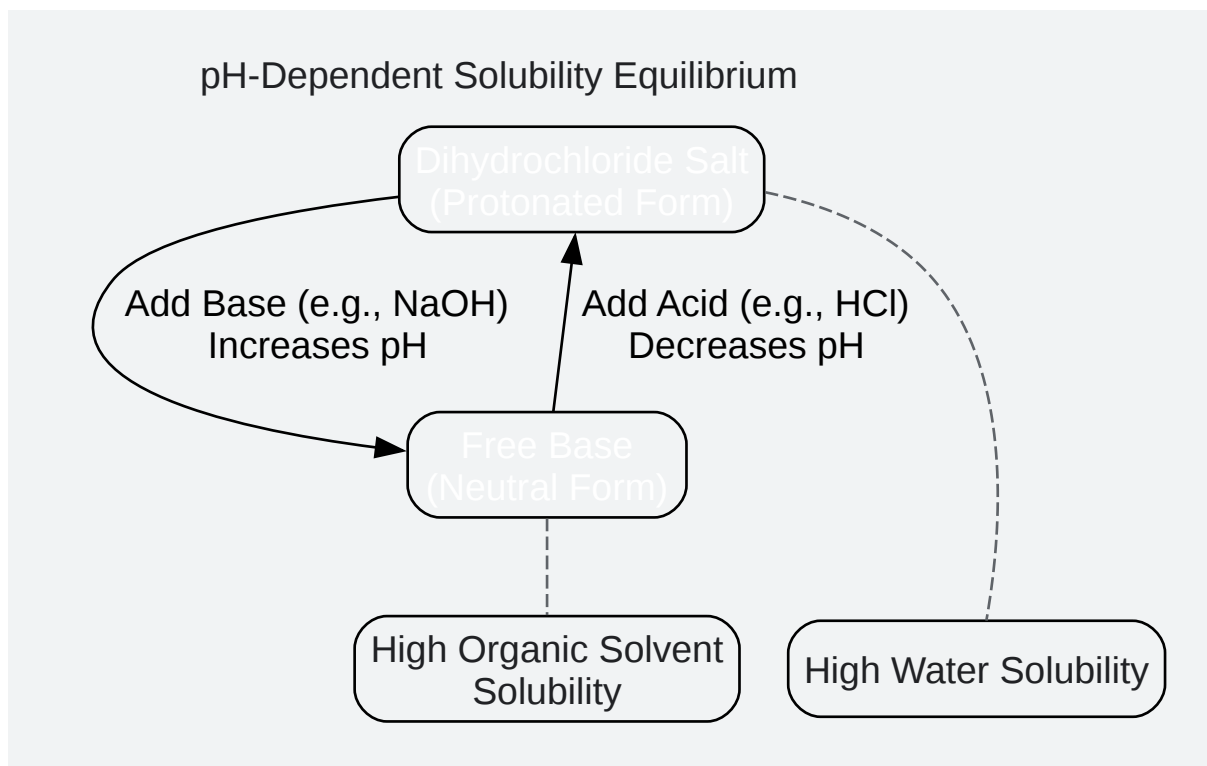 pH-Dependent Solubility Equilibrium
Dihydrochloride Salt
(Protonated Form)
Add Base (e.g., NaOH)
Increases pH
Add Acid (e.g., HCl)
Decreases pH
Free Base
(Neutral Form)
High Organic Solvent
Solubility
High Water Solubility